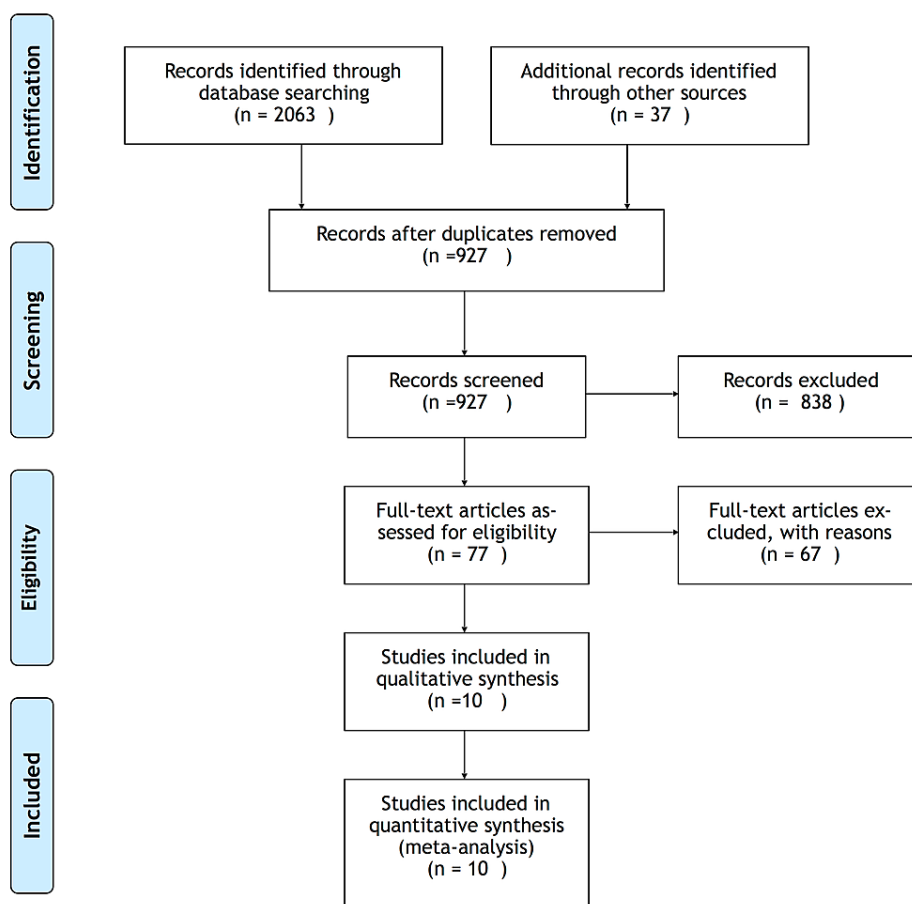 Identification
Records identified through
database searching
(n = 2063 )
Additional records identified
through other sources
(n = 37 )
Records after duplicates removed
(n =927 )
Screening
Records screened
(n =927 )
Records excluded
(n = 838 )
Eligibility
Full-text articles as-
sessed for eligibility
(n = 77 )
Full-text articles ex-
cluded, with reasons
(n = 67 )
Studies included in
qualitative synthesis
(n =10 )
Included
Studies included in
quantitative synthesis
(meta-analysis)
(n = 10 )